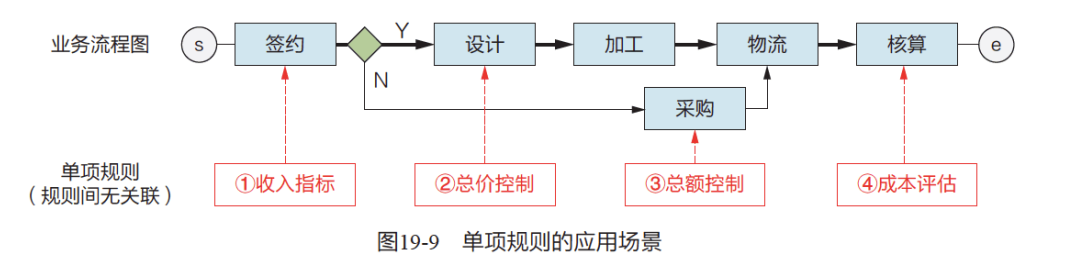 业务流程图
s
签约
Y
设计
加工
物流
核算
e
N
采购
单项规则
（规则间无关联）
①收入指标
②总价控制
③总额控制
④成本评估
图19-9 单项规则的应用场景